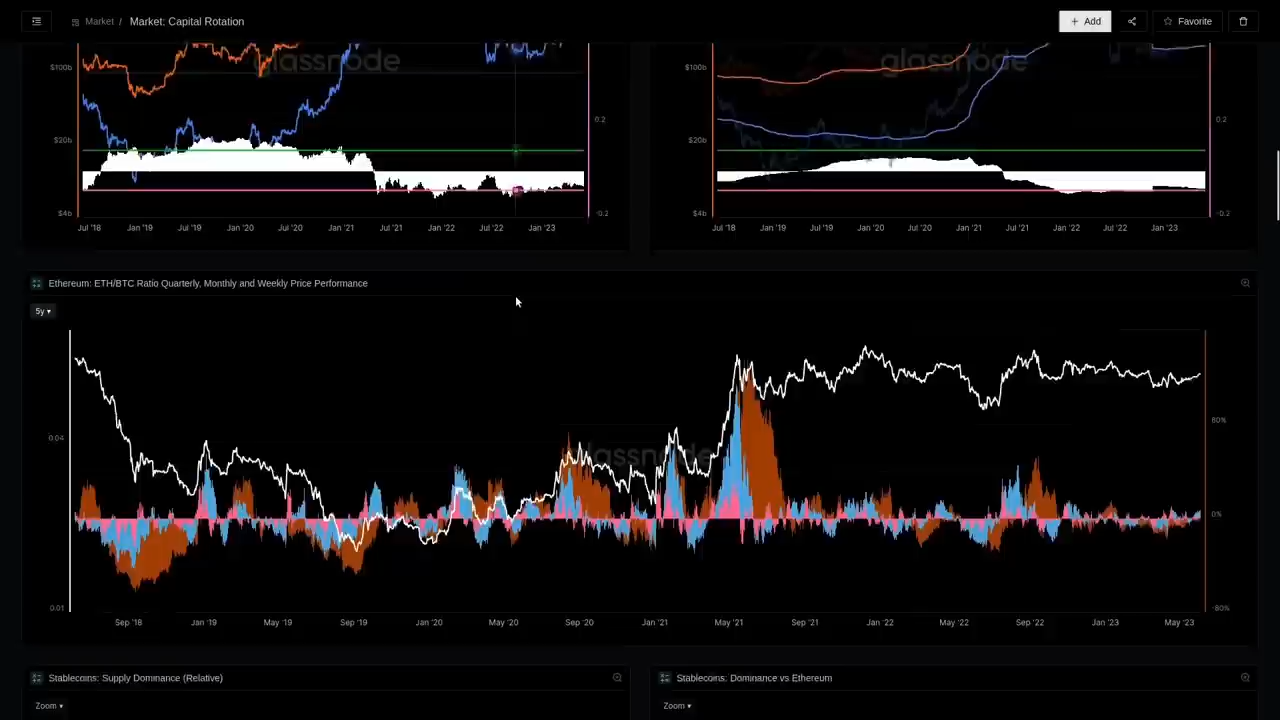 Market / Market: Capital Rotation
+ Add
Favorite
glassnode
glassnode
$100b
$20b
$4b
0.2
-0.2
Jul '18 Jan '19 Jul '19 Jan '20 Jul '20 Jan '21 Jul '21 Jan '22 Jul '22 Jan '23
$100b
$20b
$4b
0.2
-0.2
Jul '18 Jan '19 Jul '19 Jan '20 Jul '20 Jan '21 Jul '21 Jan '22 Jul '22 Jan '23
Ethereum: ETH/BTC Ratio Quarterly, Monthly and Weekly Price Performance
5y
glassnode
0.04
0.01
80%
0%
-80%
Sep '18 Jan '19 May '19 Sep '19 Jan '20 May '20 Sep '20 Jan '21 May '21 Sep '21 Jan '22 May '22 Sep '22 Jan '23 May '23
Stablecoins: Supply Dominance (Relative)
Zoom
Stablecoins: Dominance vs Ethereum
Zoom